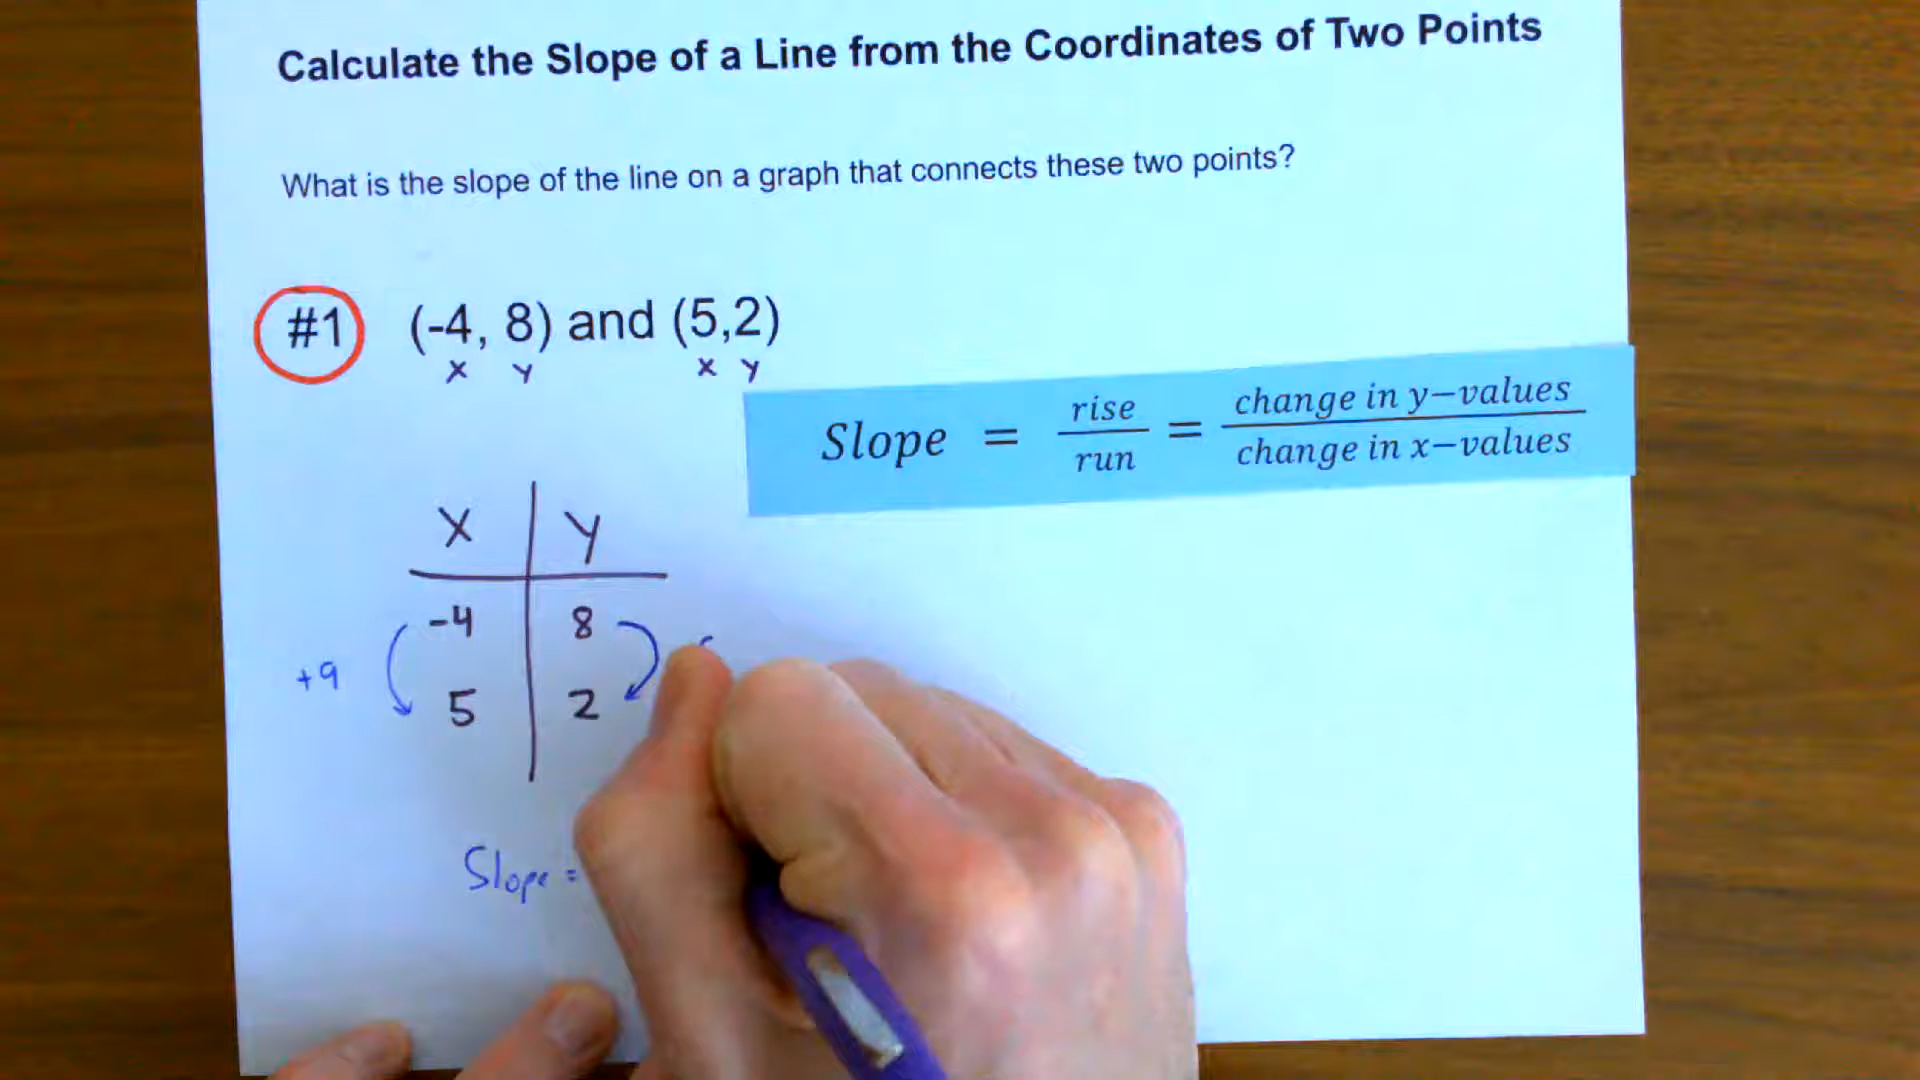 Calculate the Slope of a Line from the Coordinates of Two Points
What is the slope of the line on a graph that connects these two points?
#1 (-4, 8) and (5,2)
x y x y
Slope = rise/run = change in y−values/change in x−values
X Y
-4 8
+9
5 2
Slope =